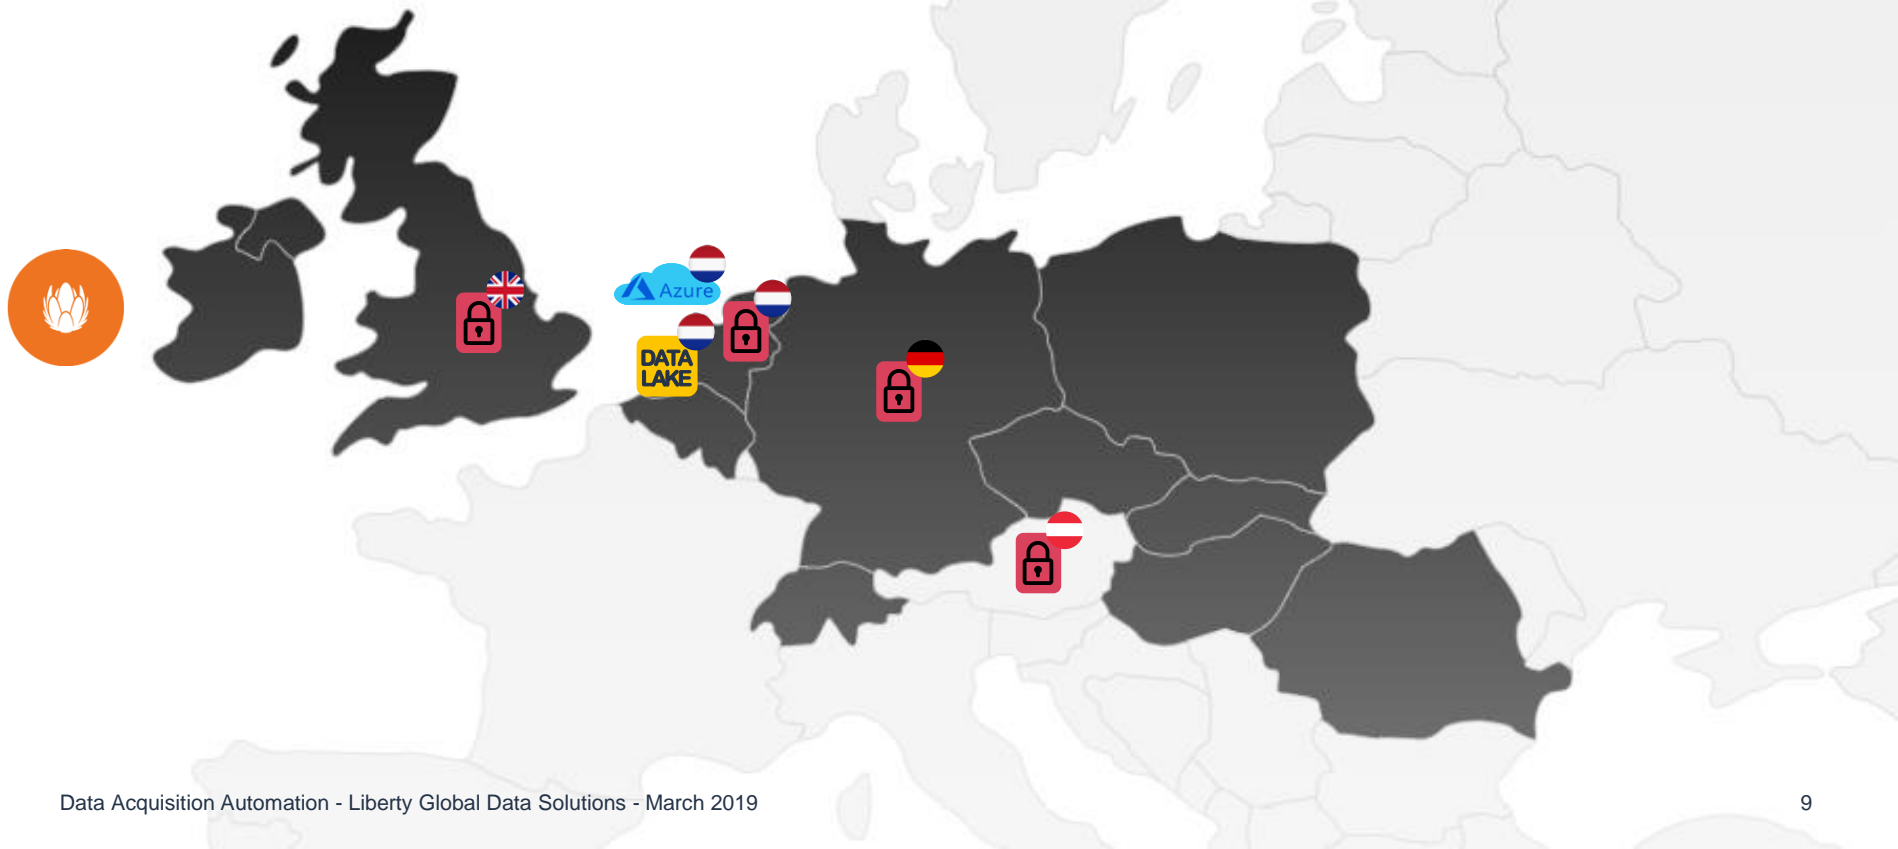 Azure
DATA
LAKE
Data Acquisition Automation - Liberty Global Data Solutions - March 2019
9